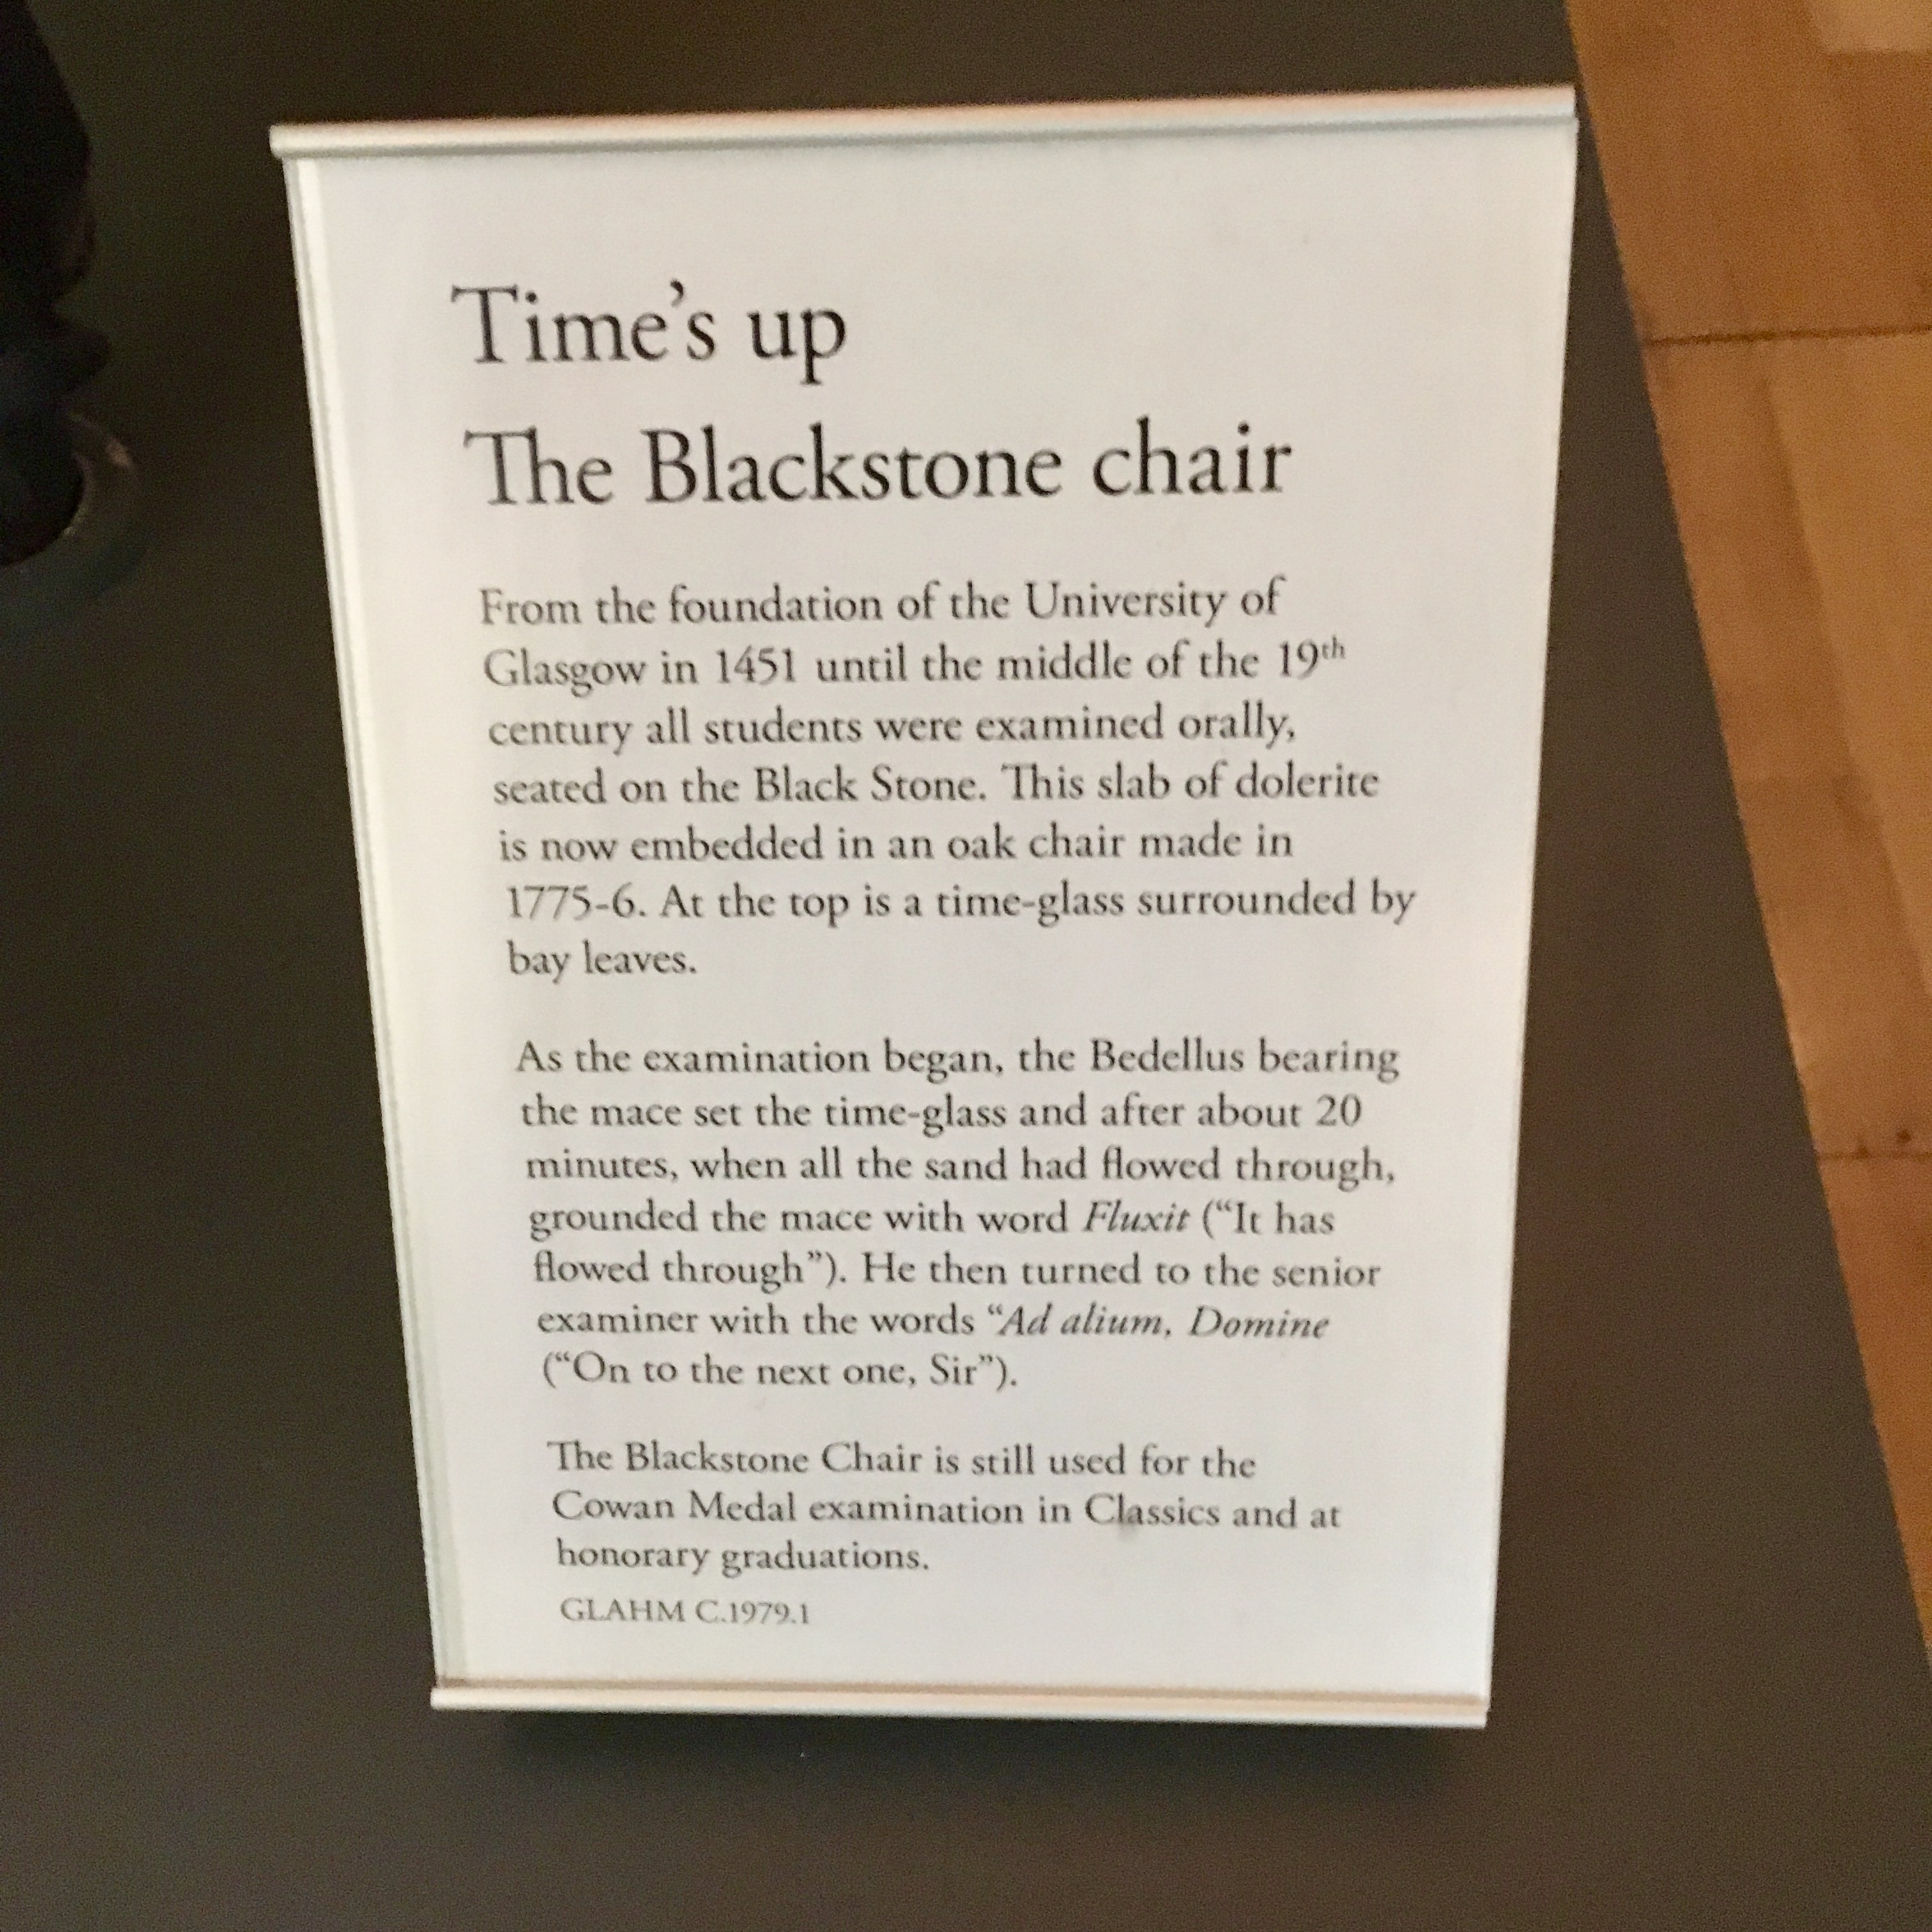 Time’s up
The Blackstone chair
From the foundation of the University of
Glasgow in 1451 until the middle of the 19th
century all students were examined orally,
seated on the Black Stone. This slab of dolerite
is now embedded in an oak chair made in
1775-6. At the top is a time-glass surrounded by
bay leaves.
As the examination began, the Bedellus bearing
the mace set the time-glass and after about 20
minutes, when all the sand had flowed through,
grounded the mace with word Fluxit (“It has
flowed through”). He then turned to the senior
examiner with the words “Ad alium, Domine
(“On to the next one, Sir”).
The Blackstone Chair is still used for the
Cowan Medal examination in Classics and at
honorary graduations.
GLAHM C.1979.1